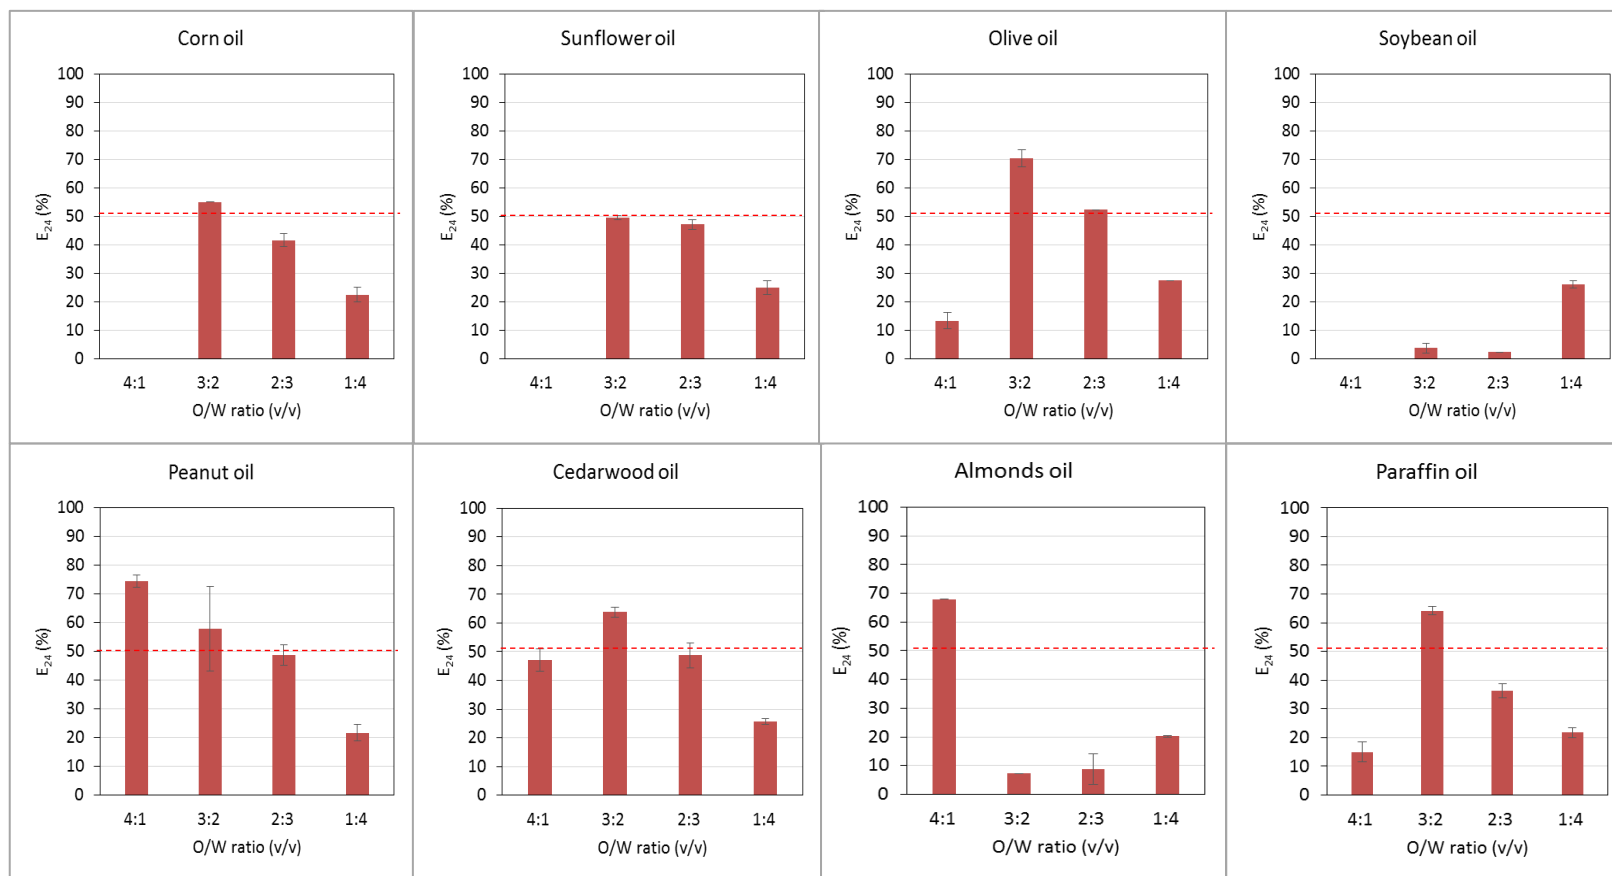 Corn oil
100
90
80
70
60
50
40
30
20
10
0
E24 (%)
4:1 3:2 2:3 1:4
O/W ratio (v/v)
Sunflower oil
100
90
80
70
60
50
40
30
20
10
0
E24 (%)
4:1 3:2 2:3 1:4
O/W ratio (v/v)
Olive oil
100
90
80
70
60
50
40
30
20
10
0
E24 (%)
4:1 3:2 2:3 1:4
O/W ratio (v/v)
Soybean oil
100
90
80
70
60
50
40
30
20
10
0
E24 (%)
4:1 3:2 2:3 1:4
O/W ratio (v/v)
Peanut oil
100
90
80
70
60
50
40
30
20
10
0
E24 (%)
4:1 3:2 2:3 1:4
O/W ratio (v/v)
Cedarwood oil
100
90
80
70
60
50
40
30
20
10
0
E24 (%)
4:1 3:2 2:3 1:4
O/W ratio (v/v)
Almonds oil
100
90
80
70
60
50
40
30
20
10
0
E24 (%)
4:1 3:2 2:3 1:4
O/W ratio (v/v)
Paraffin oil
100
90
80
70
60
50
40
30
20
10
0
E24 (%)
4:1 3:2 2:3 1:4
O/W ratio (v/v)